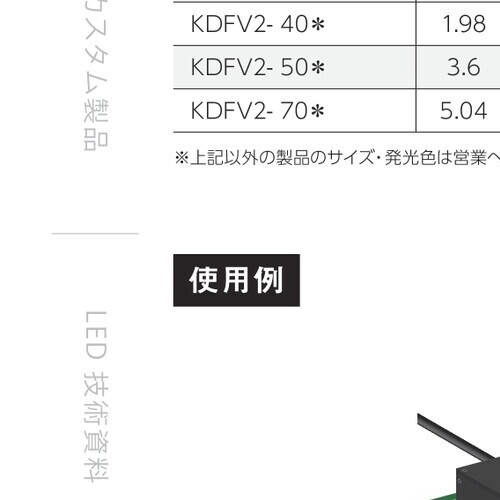 KDFV2- 40＊ 1.98
KDFV2- 50＊ 3.6
KDFV2- 70＊ 5.04
※上記以外の製品のサイズ・発光色は営業へ
使用例
カスタム製品
LED 技術資料